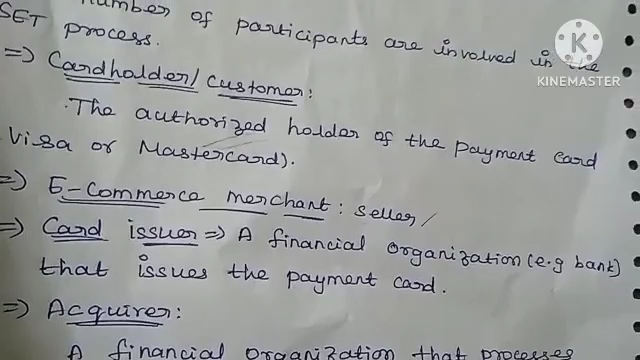 number of participants are involved in the
SET process.
=> Cardholder/customer:
.The authorized holder of the payment card
Visa or Mastercard).
=> E-Commerce merchant: seller/
=> Card issuer => A financial organization (e.g bank)
that issues the payment card.
=> Acquirer:
A financial organization that processes
KINEMASTER